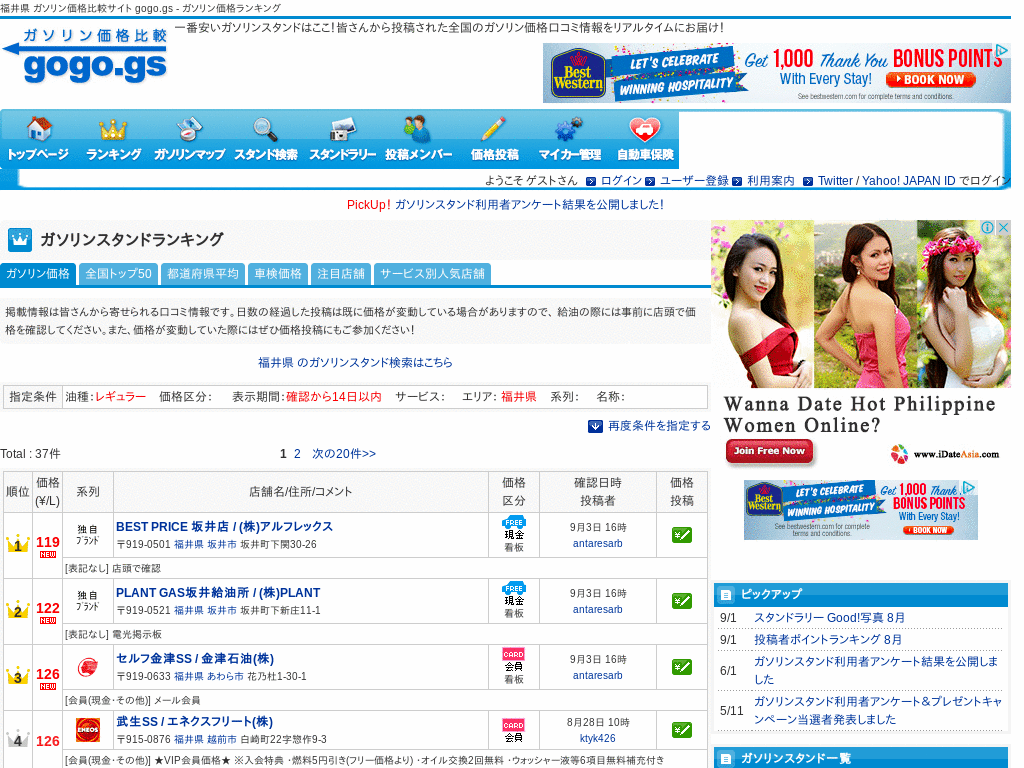 福井県 ガソリン価格比較サイト gogo.gs - ガソリン価格ランキング
ガソリン価格比較
gogo.gs
一番安いガソリンスタンドはここ！皆さんから投稿された全国のガソリン価格口コミ情報をリアルタイムにお届け！
Best Western
LET'S CELEBRATE
WINNING HOSPITALITY
Get 1,000 Thank You BONUS POINTS
With Every Stay! BOOK NOW
See bestwestern.com for complete terms and conditions.
トップページ ランキング ガソリンマップ スタンド検索 スタンドラリー 投稿メンバー 価格投稿 マイカー管理 自動車保険
ようこそ ゲストさん ログイン ユーザー登録 利用案内 Twitter / Yahoo! JAPAN ID でログイン
PickUp！ ガソリンスタンド利用者アンケート結果を公開しました！
ガソリンスタンドランキング
ガソリン価格 全国トップ50 都道府県平均 車検価格 注目店舗 サービス別人気店舗
掲載情報は皆さんから寄せられる口コミ情報です。日数の経過した投稿は既に価格が変動している場合がありますので、給油の際には事前に店頭で価
格を確認してください。また、価格が変動していた際にはぜひ価格投稿にもご参加ください！
福井県 のガソリンスタンド検索はこちら
指定条件 油種：レギュラー 価格区分： 表示期間：確認から14日以内 サービス： エリア： 福井県 系列： 名称：
再度条件を指定する
Total : 37件 1 2 次の20件>>
順位 価格(¥/L) 系列 店舗名/住所/コメント 価格区分 確認日時 投稿者 価格投稿
1 119 NEW 独自ブランド BEST PRICE 坂井店 / (株)アルフレックス FREE 現金 看板 9月3日 16時
〒919-0501 福井県 坂井市 坂井町下関30-26 antaresarb
[表記なし] 店頭で確認
2 122 NEW 独自ブランド PLANT GAS坂井給油所 / (株)PLANT FREE 現金 看板 9月3日 16時
〒919-0521 福井県 坂井市 坂井町下新庄11-1 antaresarb
[表記なし] 電光掲示板
3 126 NEW セルフ金津SS / 金津石油(株) CARD 会員 看板 9月3日 16時
〒919-0633 福井県 あわら市 花乃杜1-30-1 antaresarb
[会員(現金・その他)] メール会員
4 126 ENEOS 武生SS / エネクスフリート(株) CARD 会員 8月28日 10時
〒915-0876 福井県 越前市 白崎町22字惣作9-3 ktyk426
[会員(現金・その他)] ★VIP会員価格★ ※入会特典 ・燃料5円引き(フリー価格より) ・オイル交換2回無料 ・ウォッシャー液等6項目無料補充付き
Wanna Date Hot Philippine
Women Online?
Join Free Now
www.iDateAsia.com
Best Western
LET'S CELEBRATE
WINNING HOSPITALITY
Get 1,000 Thank You
BONUS POINTS
With Every Stay!
See bestwestern.com for complete
terms and conditions.
BOOK NOW
ピックアップ
9/1 スタンドラリー Good!写真 8月
9/1 投稿者ポイントランキング 8月
6/1 ガソリンスタンド利用者アンケート結果を公開しま
した
5/11 ガソリンスタンド利用者アンケート＆プレゼントキャ
ンペーン当選者発表しました
ガソリンスタンド一覧